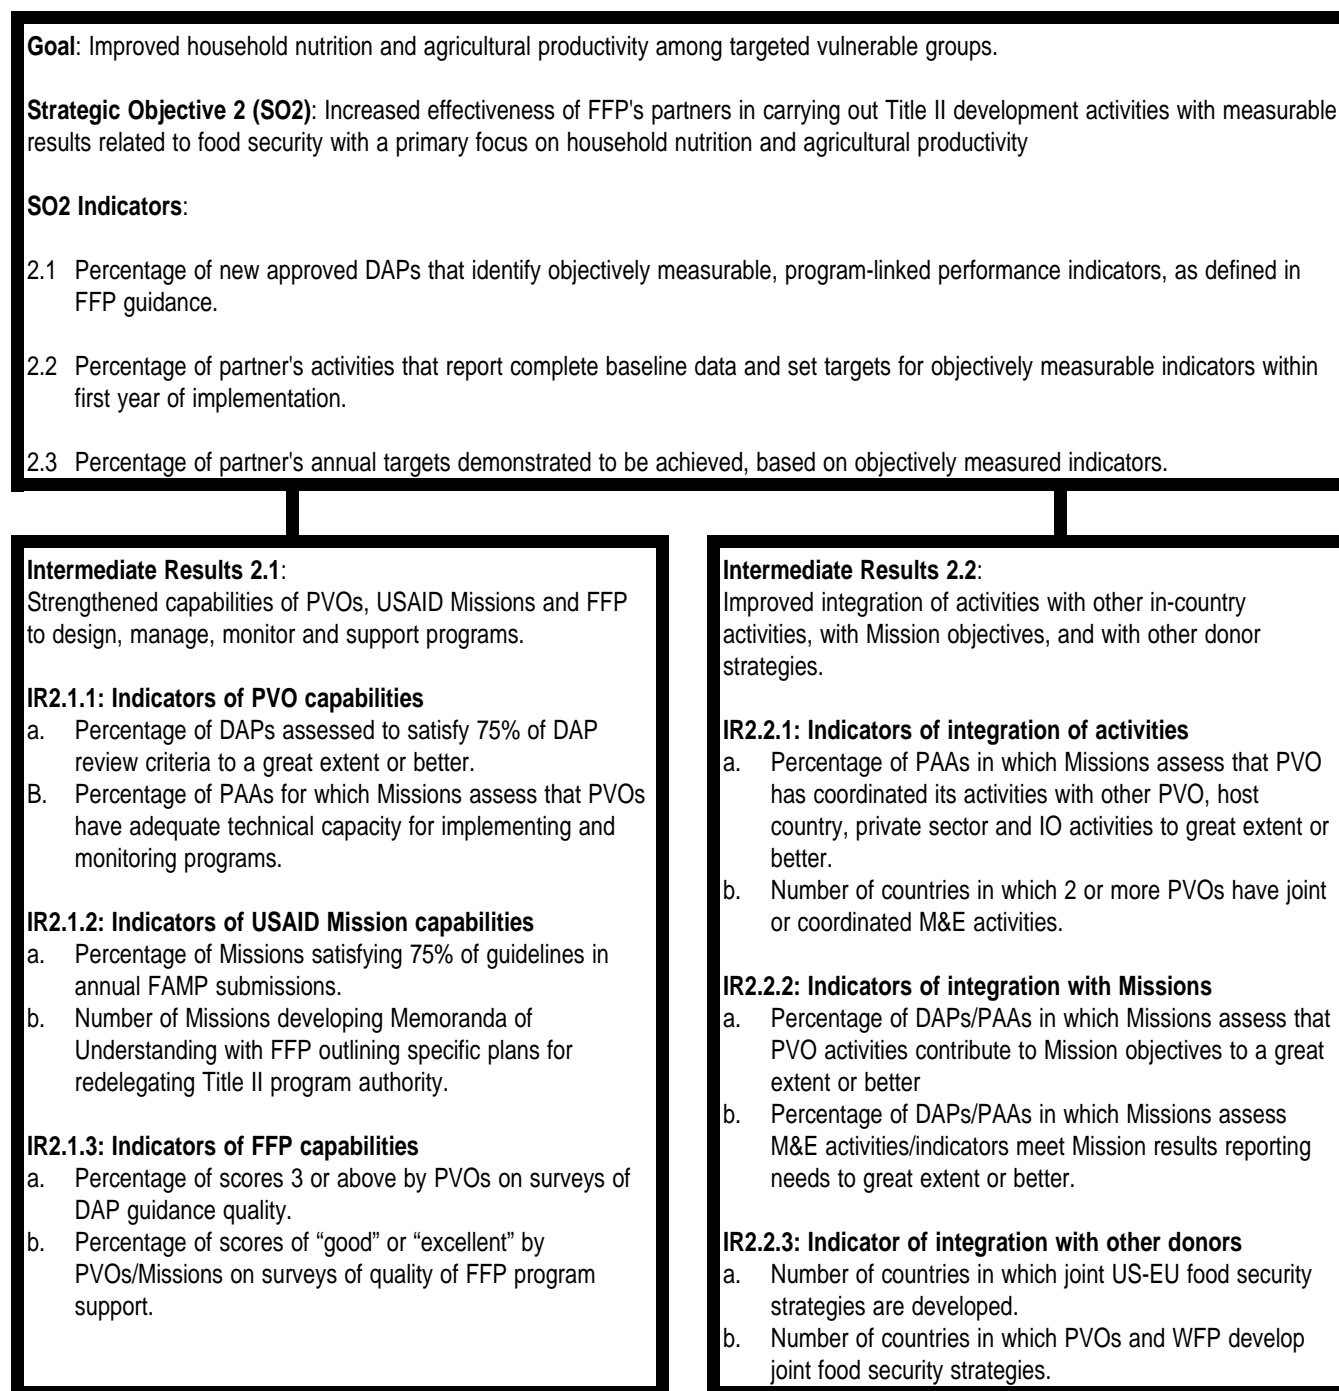 Goal: Improved household nutrition and agricultural productivity among targeted vulnerable groups.
Strategic Objective 2 (SO2): Increased effectiveness of FFP's partners in carrying out Title II development activities with measurable
results related to food security with a primary focus on household nutrition and agricultural productivity
SO2 Indicators:
2.1 Percentage of new approved DAPs that identify objectively measurable, program-linked performance indicators, as defined in
FFP guidance.
2.2 Percentage of partner's activities that report complete baseline data and set targets for objectively measurable indicators within
first year of implementation.
2.3 Percentage of partner's annual targets demonstrated to be achieved, based on objectively measured indicators.
Intermediate Results 2.1:
Strengthened capabilities of PVOs, USAID Missions and FFP
to design, manage, monitor and support programs.
IR2.1.1: Indicators of PVO capabilities
a. Percentage of DAPs assessed to satisfy 75% of DAP
review criteria to a great extent or better.
B. Percentage of PAAs for which Missions assess that PVOs
have adequate technical capacity for implementing and
monitoring programs.
IR2.1.2: Indicators of USAID Mission capabilities
a. Percentage of Missions satisfying 75% of guidelines in
annual FAMP submissions.
b. Number of Missions developing Memoranda of
Understanding with FFP outlining specific plans for
redelegating Title II program authority.
IR2.1.3: Indicators of FFP capabilities
a. Percentage of scores 3 or above by PVOs on surveys of
DAP guidance quality.
b. Percentage of scores of “good” or “excellent” by
PVOs/Missions on surveys of quality of FFP program
support.
Intermediate Results 2.2:
Improved integration of activities with other in-country
activities, with Mission objectives, and with other donor
strategies.
IR2.2.1: Indicators of integration of activities
a. Percentage of PAAs in which Missions assess that PVO
has coordinated its activities with other PVO, host
country, private sector and IO activities to great extent or
better.
b. Number of countries in which 2 or more PVOs have joint
or coordinated M&E activities.
IR2.2.2: Indicators of integration with Missions
a. Percentage of DAPs/PAAs in which Missions assess that
PVO activities contribute to Mission objectives to a great
extent or better
b. Percentage of DAPs/PAAs in which Missions assess
M&E activities/indicators meet Mission results reporting
needs to great extent or better.
IR2.2.3: Indicator of integration with other donors
a. Number of countries in which joint US-EU food security
strategies are developed.
b. Number of countries in which PVOs and WFP develop
joint food security strategies.